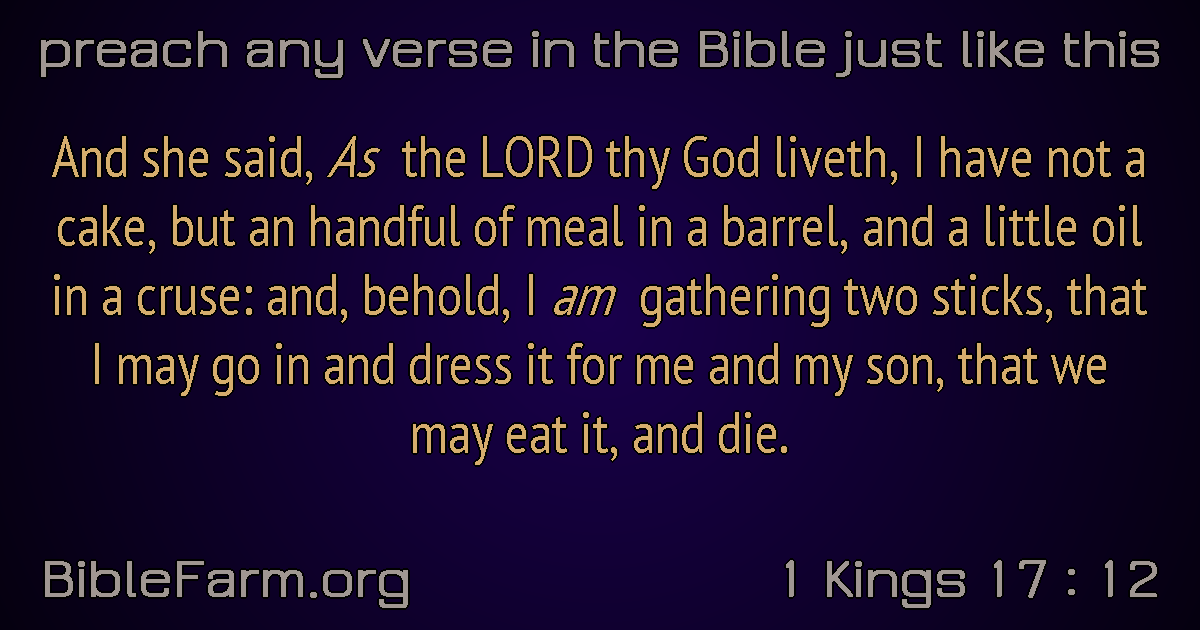 preach any verse in the Bible just like this
And she said, As the LORD thy God liveth, I have not a
cake, but an handful of meal in a barrel, and a little oil
in a cruse: and, behold, I am gathering two sticks, that
I may go in and dress it for me and my son, that we
may eat it, and die.
BibleFarm.org
1 Kings 17 : 12